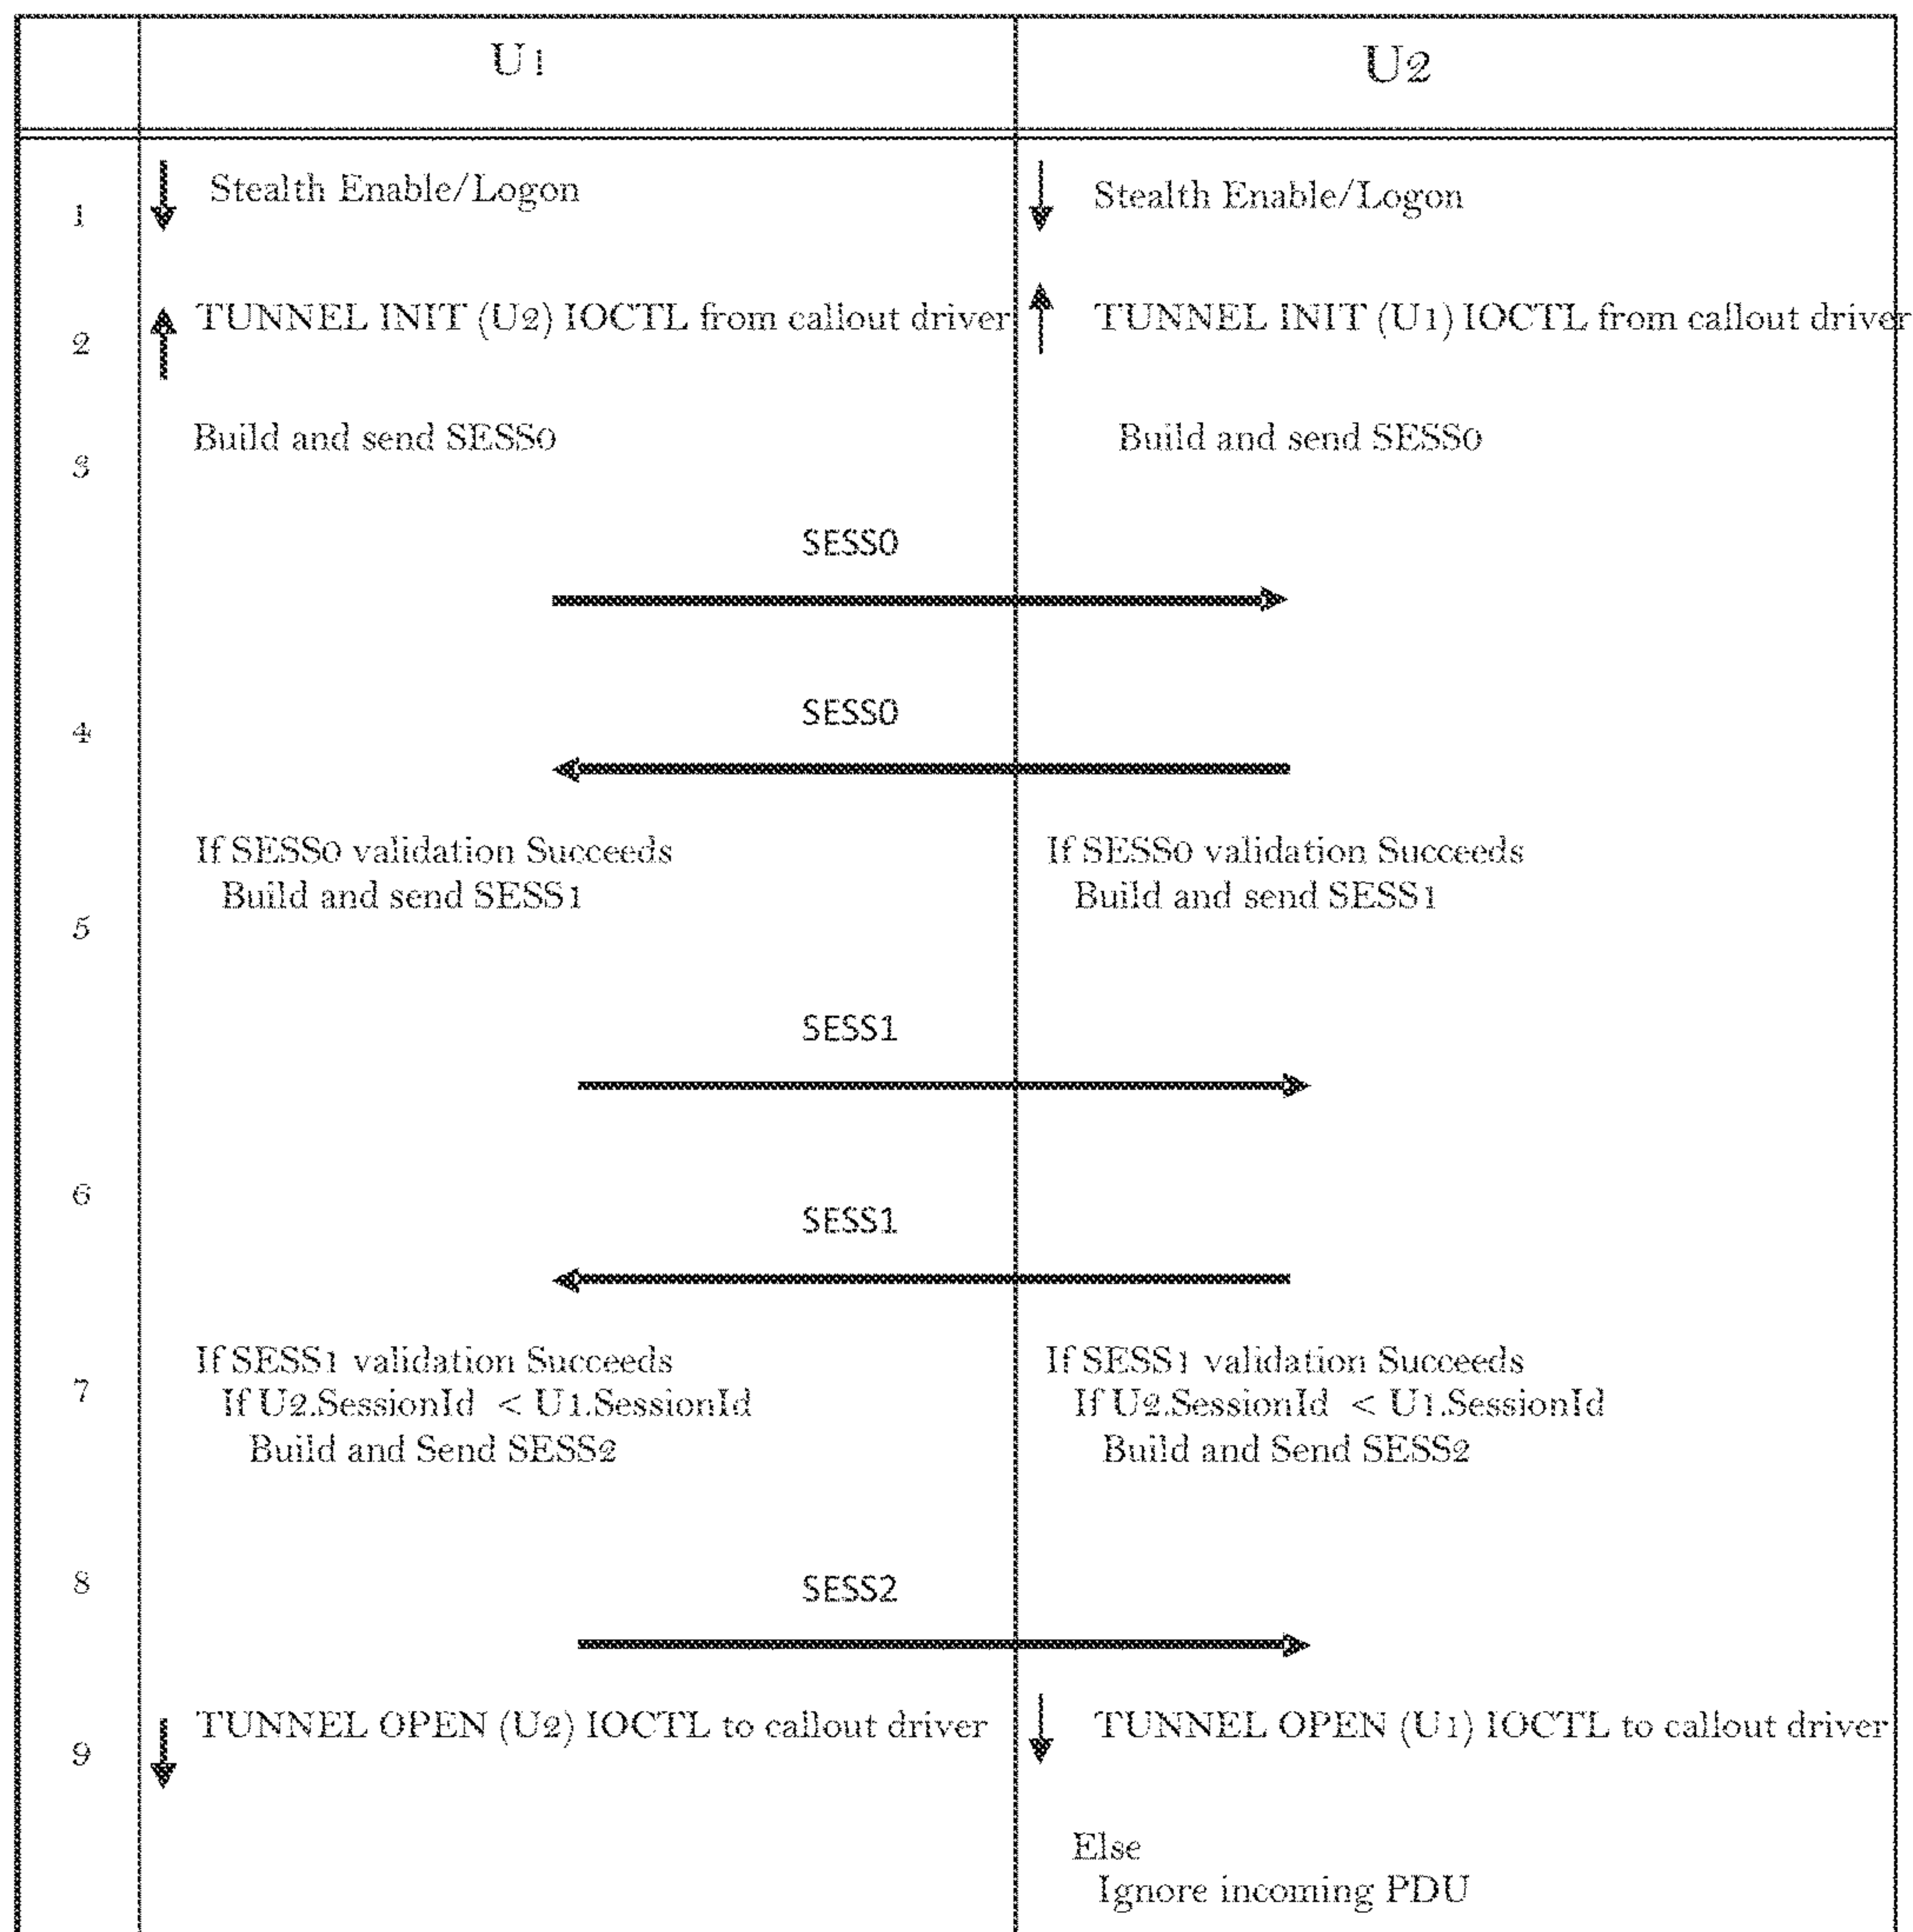 U1
U2
1
Stealth Enable/Logon
Stealth Enable/Logon
2
TUNNEL INIT (U2) IOCTL from callout driver
TUNNEL INIT (U1) IOCTL from callout driver
3
Build and send SESS0
Build and send SESS0
SESS0
4
SESS0
If SESS0 validation Succeeds
Build and send SESS1
If SESS0 validation Succeeds
Build and send SESS1
5
SESS1
6
SESS1
7
If SESS1 validation Succeeds
If U2.SessionId < U1.SessionId
Build and Send SESS2
If SESS1 validation Succeeds
If U2.SessionId < U1.SessionId
Build and Send SESS2
8
SESS2
9
TUNNEL OPEN (U2) IOCTL to callout driver
TUNNEL OPEN (U1) IOCTL to callout driver
Else
Ignore incoming PDU